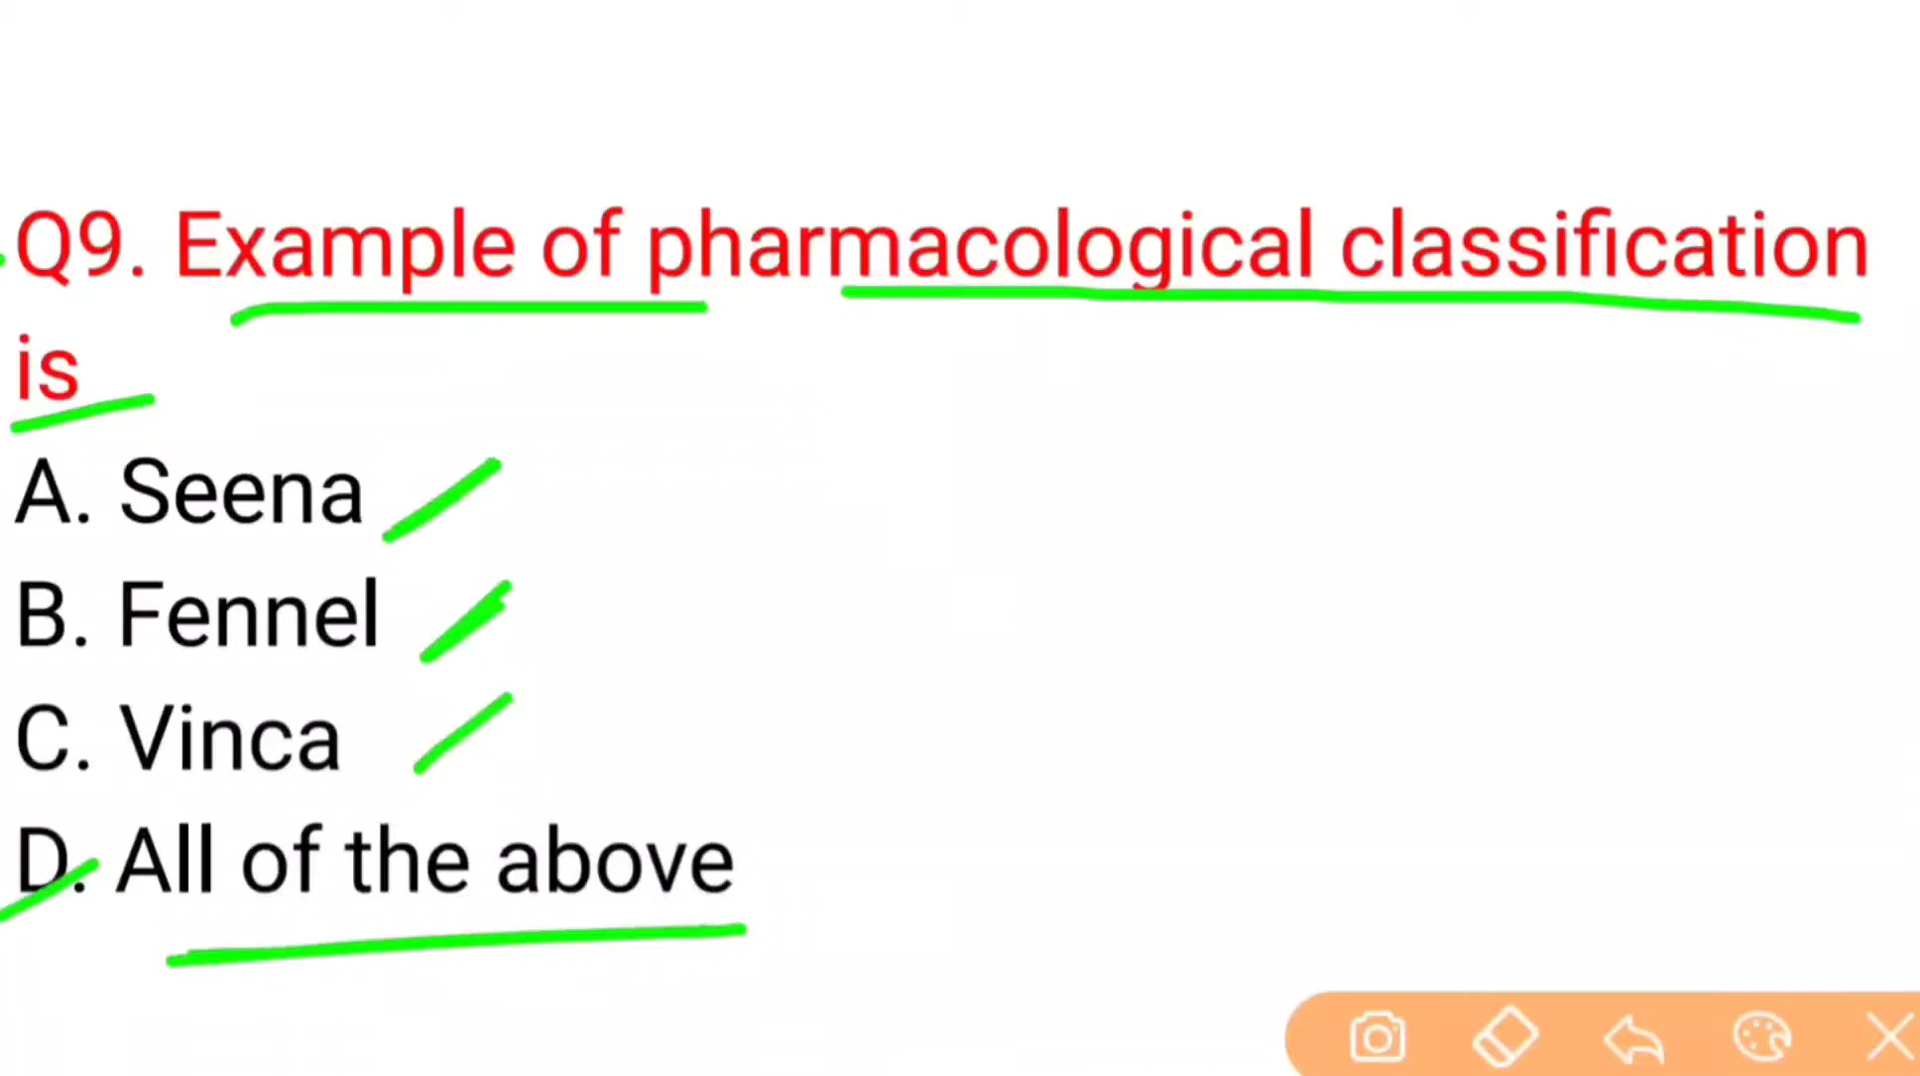 Q9. Example of pharmacological classification
is
A. Seena
B. Fennel
C. Vinca
D. All of the above